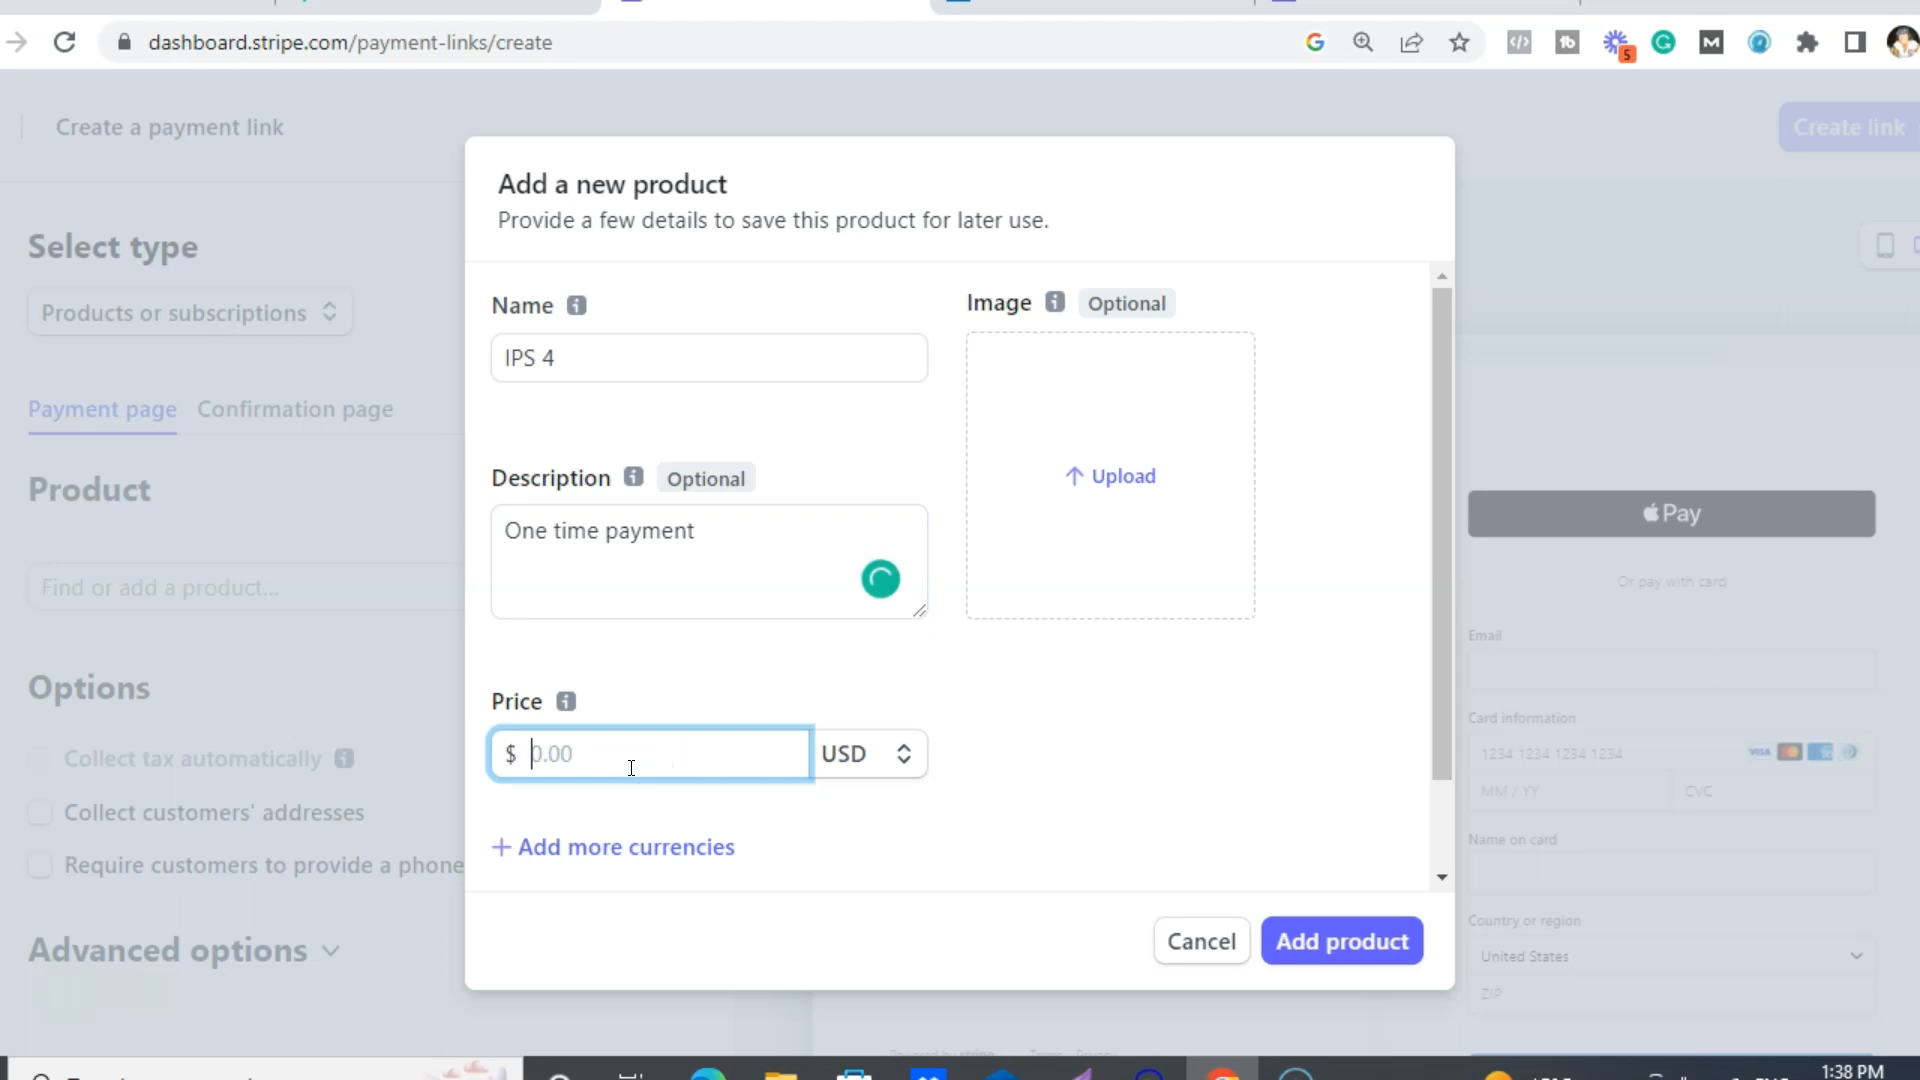 dashboard.stripe.com/payment-links/create
5
Create a payment link
Create link
Add a new product
Provide a few details to save this product for later use.
Select type
Products or subscriptions
Name
Image Optional
IPS 4
Payment page
Confirmation page
Description Optional
Upload
Product
One time payment
Pay
Find or add a product...
Or pay with card
Email
Options
Price
Card information
$ 0.00
USD
1234 1234 1234 1234
VISA
Collect tax automatically
MM / YY
CVC
Collect customers' addresses
+ Add more currencies
Name on card
Require customers to provide a phone
Country or region
Cancel
Add product
Advanced options
United States
ZIP
1:38 PM